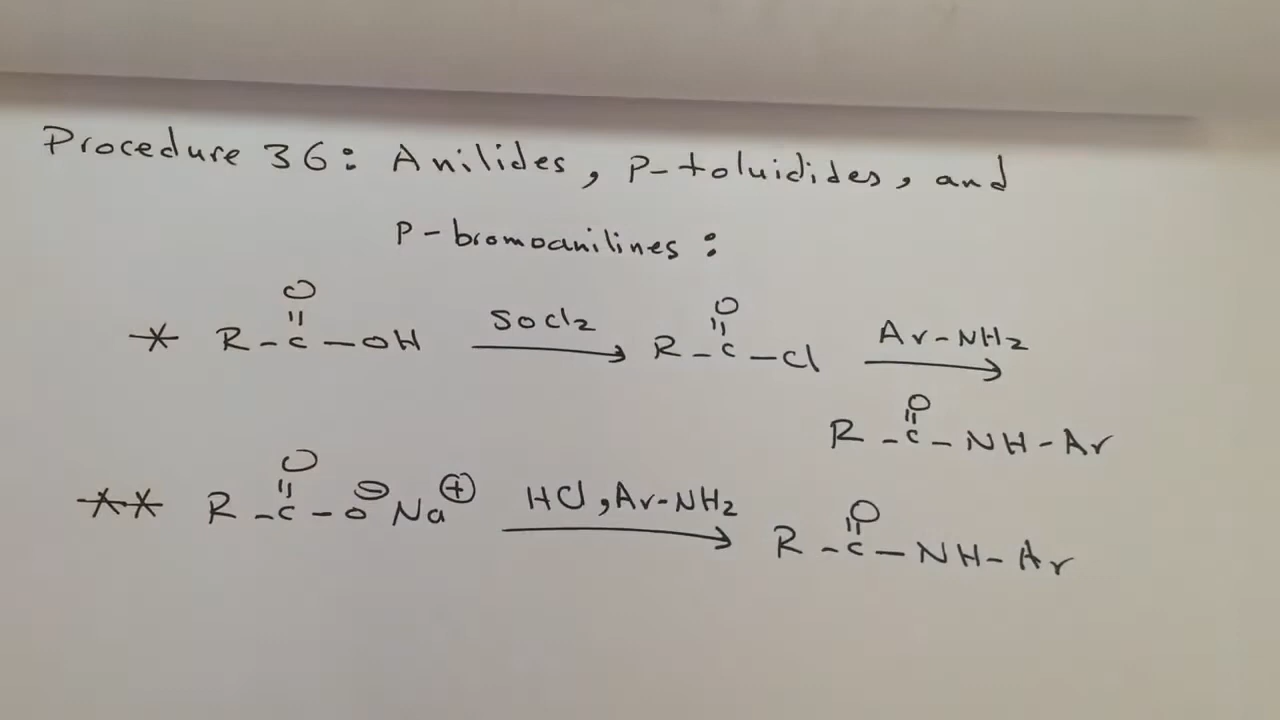 Procedure 36: Anilides, p-toluidides, and
p-bromoanilines:
* R-C(=O)-OH —SOCl2→ R-C(=O)-Cl —Ar-NH2→
R-C(=O)-NH-Ar
** R-C(=O)-O⊖ Na⊕ —HCl, Ar-NH2→ R-C(=O)-NH-Ar